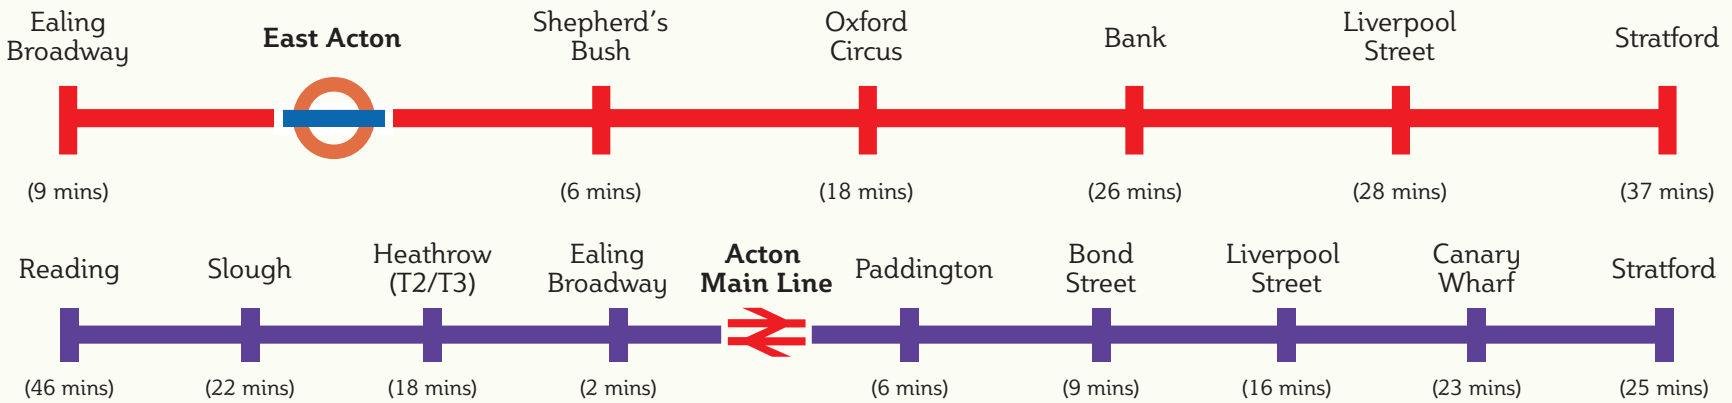 Ealing
Broadway
East Acton
Shepherd's
Bush
Oxford
Circus
Bank
Liverpool
Street
Stratford
(9 mins)
(6 mins)
(18 mins)
(26 mins)
(28 mins)
(37 mins)
Reading
Slough
Heathrow
(T2/T3)
Ealing
Broadway
Acton
Main Line
Paddington
Bond
Street
Liverpool
Street
Canary
Wharf
Stratford
(46 mins)
(22 mins)
(18 mins)
(2 mins)
(6 mins)
(9 mins)
(16 mins)
(23 mins)
(25 mins)